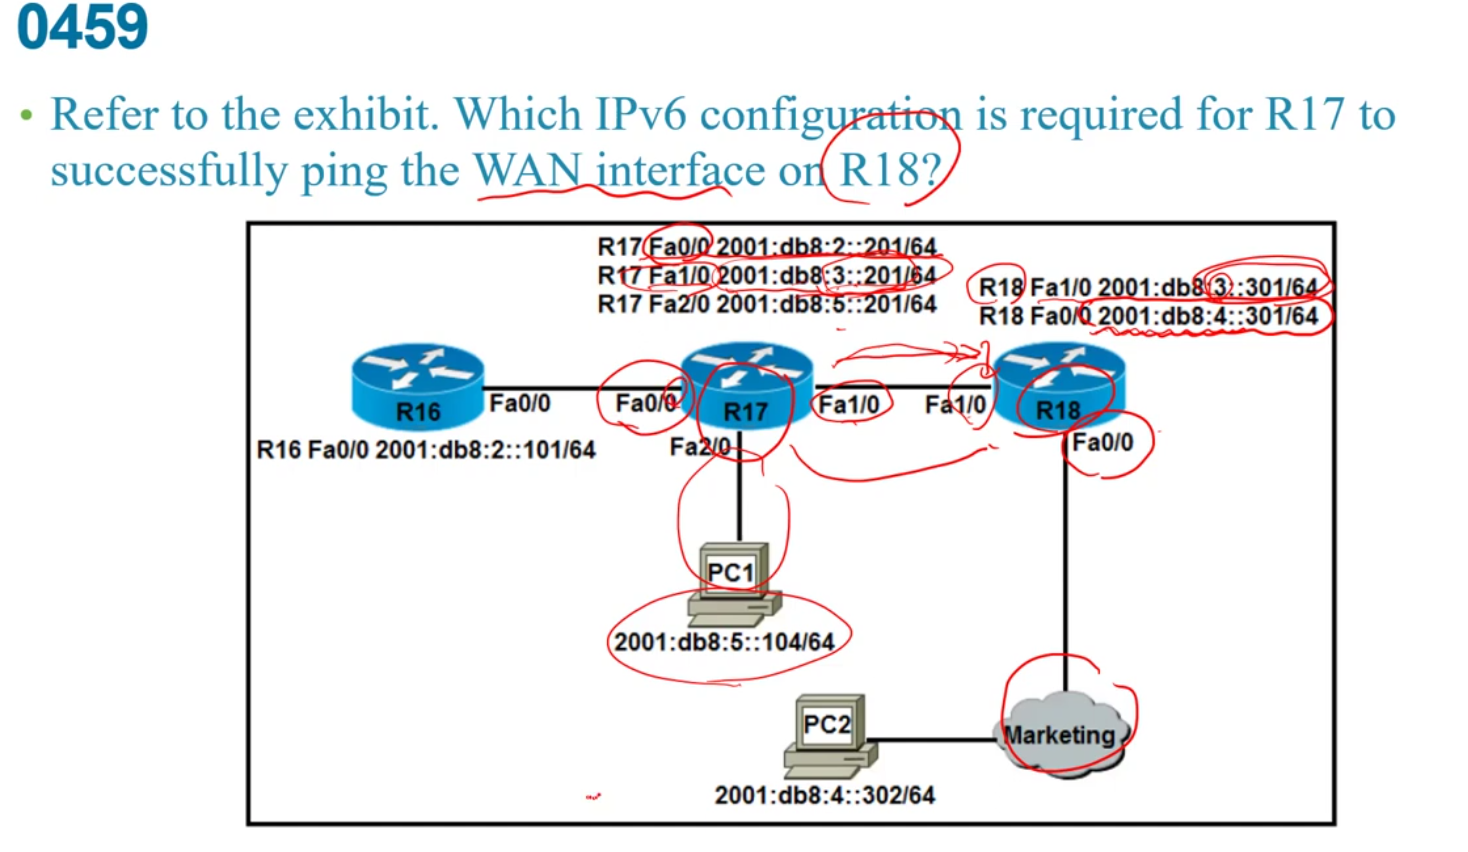 0459
• Refer to the exhibit. Which IPv6 configuration is required for R17 to
successfully ping the WAN interface on R18?
R17 Fa0/0 2001:db8:2::201/64
R17 Fa1/0 2001:db8:3::201/64
R17 Fa2/0 2001:db8:5::201/64
R18 Fa1/0 2001:db8:3::301/64
R18 Fa0/0 2001:db8:4::301/64
R16 Fa0/0 Fa0/0 R17 Fa1/0 Fa1/0 R18
R16 Fa0/0 2001:db8:2::101/64
Fa2/0
Fa0/0
PC1
2001:db8:5::104/64
PC2
Marketing
2001:db8:4::302/64